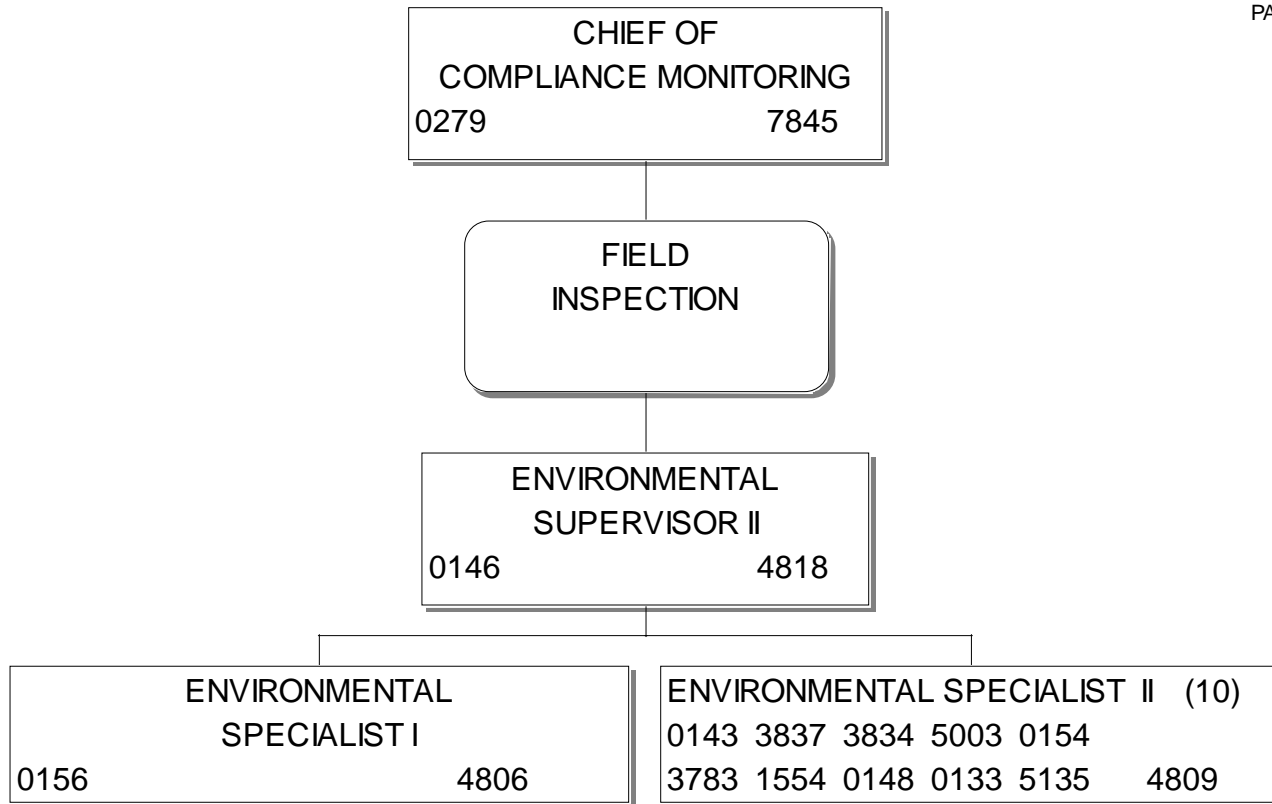 PA
CHIEF OF
COMPLIANCE MONITORING
0279 7845
FIELD
INSPECTION
ENVIRONMENTAL
SUPERVISOR II
0146 4818
ENVIRONMENTAL
SPECIALIST I
0156 4806
ENVIRONMENTAL SPECIALIST II (10)
0143 3837 3834 5003 0154
3783 1554 0148 0133 5135 4809